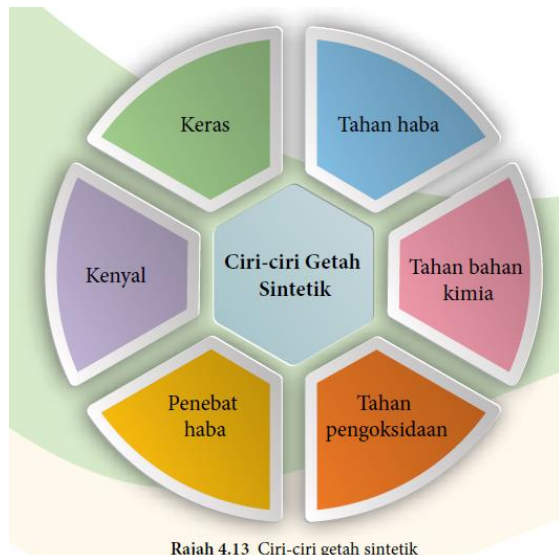 Keras
Tahan haba
Kenyal
Ciri-ciri Getah
Sintetik
Tahan bahan
kimia
Penebat
haba
Tahan
pengoksidaan
Rajah 4.13 Ciri-ciri getah sintetik